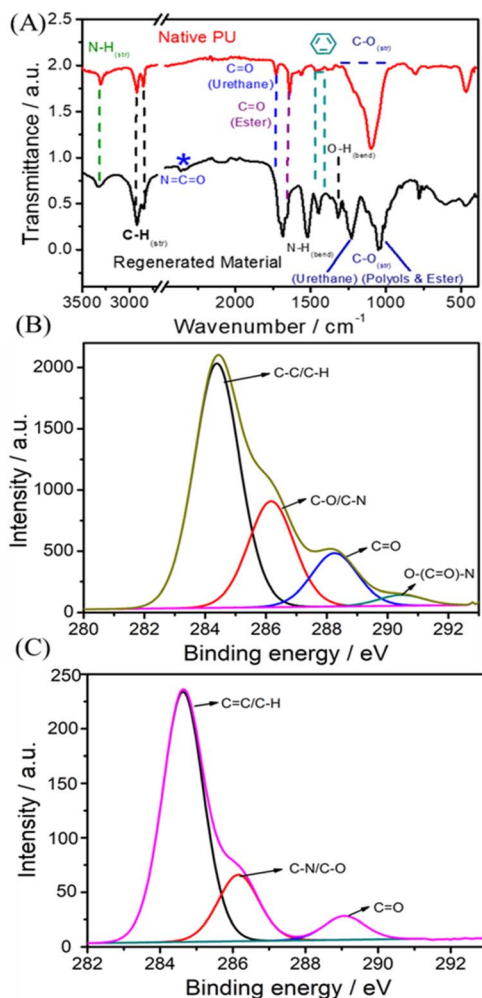 (A)
N-H(str)
Native PU
C-O(str)
C=O
(Urethane)
C=O
(Ester)
O-H(bend)
N=C=O
*
C-H(str)
N-H(bend)
C-O(str)
Regenerated Material
(Urethane) (Polyols & Ester)
Transmittance / a.u.
2.5
2.0
1.5
1.0
0.5
0.0
3500 3000 2000 1500 1000 500
Wavenumber / cm-1
(B)
C-C/C-H
C-O/C-N
C=O
O-(C=O)-N
Intensity / a.u.
2000
1500
1000
500
0
280 282 284 286 288 290 292
Binding energy / eV
(C)
C=C/C-H
C-N/C-O
C=O
Intensity / a.u.
250
200
150
100
50
0
282 284 286 288 290 292
Binding energy / eV